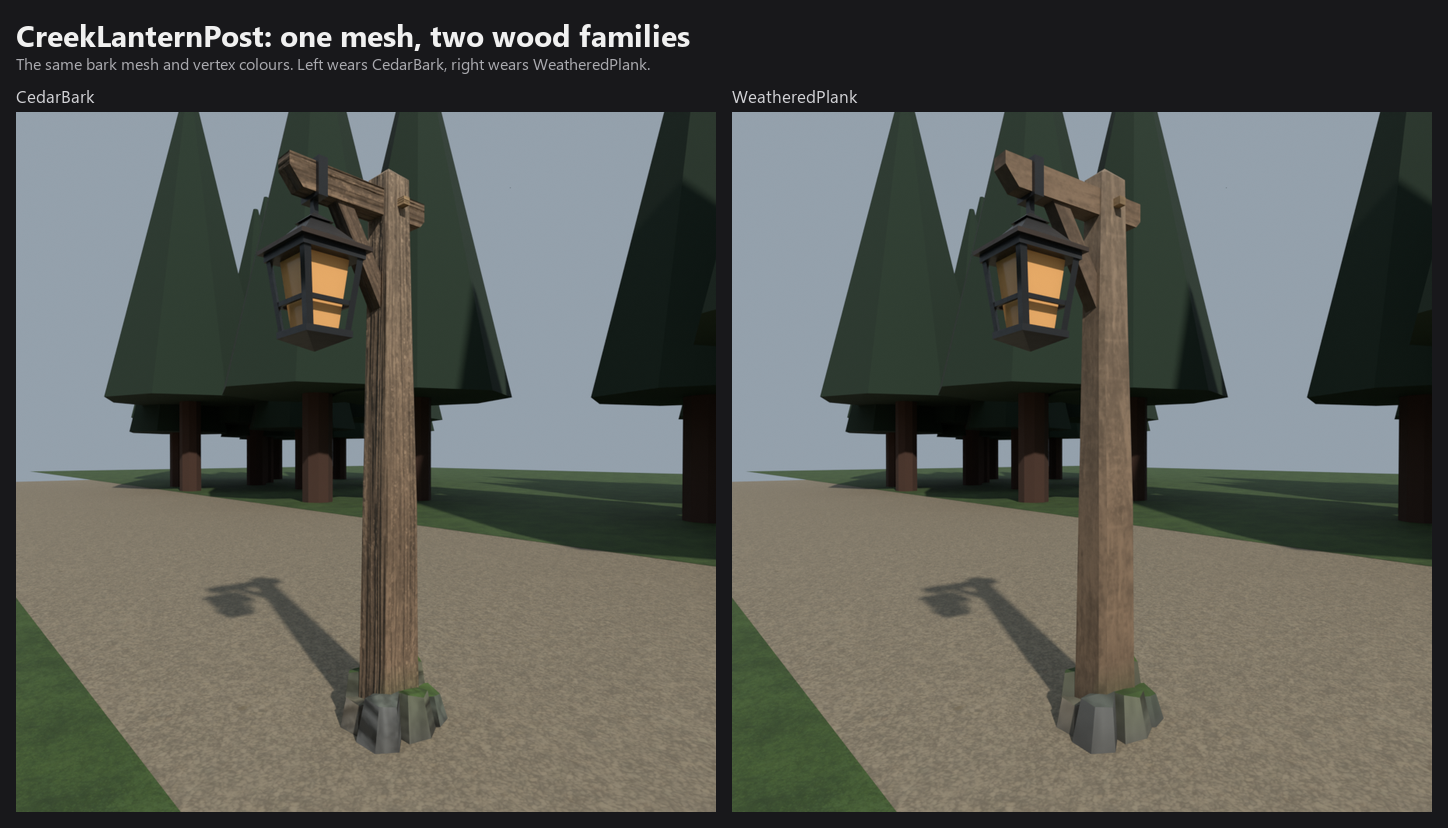 CreekLanternPost: one mesh, two wood families
The same bark mesh and vertex colours. Left wears CedarBark, right wears WeatheredPlank.
CedarBark
WeatheredPlank